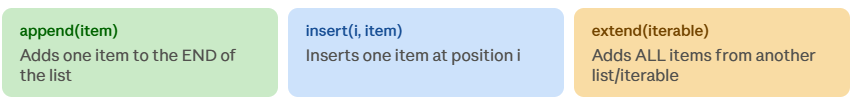 append(item)
Adds one item to the END of
the list
insert(i, item)
Inserts one item at position i
extend(iterable)
Adds ALL items from another
list/iterable